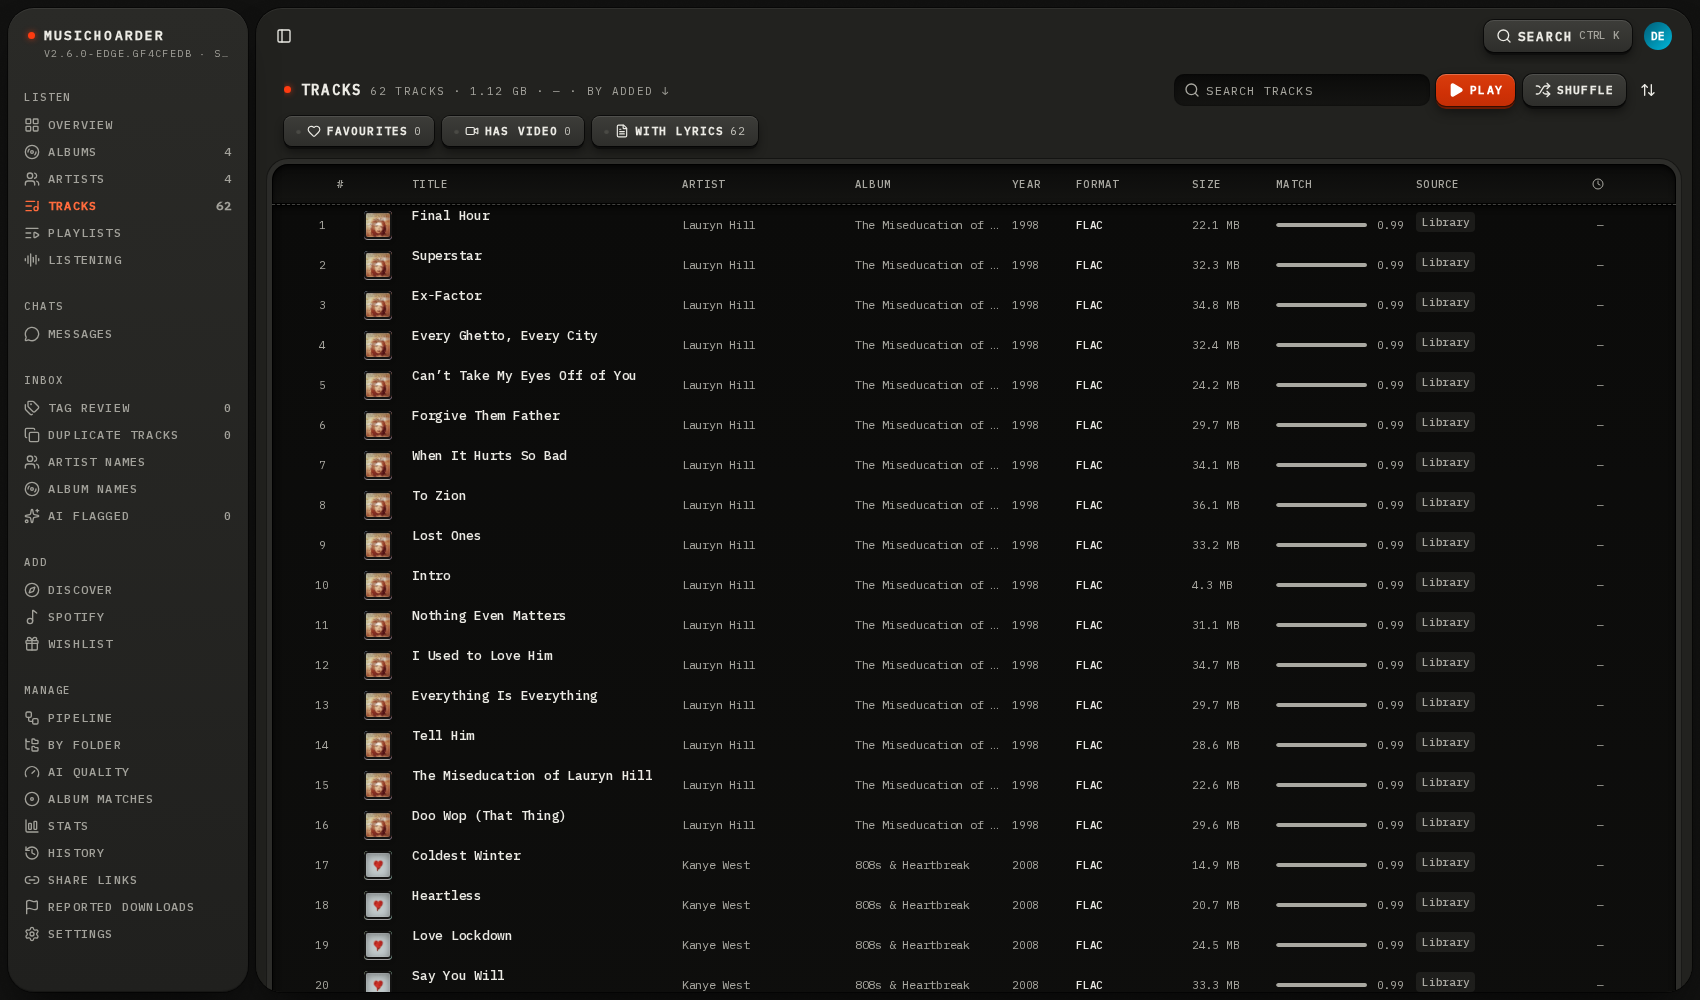 MUSICHOARDER
V2.6.0-EDGE.GF4CFEDB · S…
LISTEN
OVERVIEW
ALBUMS 4
ARTISTS 4
TRACKS 62
PLAYLISTS
LISTENING
CHATS
MESSAGES
INBOX
TAG REVIEW 0
DUPLICATE TRACKS 0
ARTIST NAMES
ALBUM NAMES
AI FLAGGED 0
ADD
DISCOVER
SPOTIFY
WISHLIST
MANAGE
PIPELINE
BY FOLDER
AI QUALITY
ALBUM MATCHES
STATS
HISTORY
SHARE LINKS
REPORTED DOWNLOADS
SETTINGS
SEARCH CTRL K DE
TRACKS 62 TRACKS · 1.12 GB · — · BY ADDED ↓
SEARCH TRACKS PLAY SHUFFLE
FAVOURITES 0 HAS VIDEO 0 WITH LYRICS 62
# TITLE ARTIST ALBUM YEAR FORMAT SIZE MATCH SOURCE
1 Final Hour Lauryn Hill The Miseducation of … 1998 FLAC 22.1 MB 0.99 Library —
2 Superstar Lauryn Hill The Miseducation of … 1998 FLAC 32.3 MB 0.99 Library —
3 Ex-Factor Lauryn Hill The Miseducation of … 1998 FLAC 34.8 MB 0.99 Library —
4 Every Ghetto, Every City Lauryn Hill The Miseducation of … 1998 FLAC 32.4 MB 0.99 Library —
5 Can’t Take My Eyes Off of You Lauryn Hill The Miseducation of … 1998 FLAC 24.2 MB 0.99 Library —
6 Forgive Them Father Lauryn Hill The Miseducation of … 1998 FLAC 29.7 MB 0.99 Library —
7 When It Hurts So Bad Lauryn Hill The Miseducation of … 1998 FLAC 34.1 MB 0.99 Library —
8 To Zion Lauryn Hill The Miseducation of … 1998 FLAC 36.1 MB 0.99 Library —
9 Lost Ones Lauryn Hill The Miseducation of … 1998 FLAC 33.2 MB 0.99 Library —
10 Intro Lauryn Hill The Miseducation of … 1998 FLAC 4.3 MB 0.99 Library —
11 Nothing Even Matters Lauryn Hill The Miseducation of … 1998 FLAC 31.1 MB 0.99 Library —
12 I Used to Love Him Lauryn Hill The Miseducation of … 1998 FLAC 34.7 MB 0.99 Library —
13 Everything Is Everything Lauryn Hill The Miseducation of … 1998 FLAC 29.7 MB 0.99 Library —
14 Tell Him Lauryn Hill The Miseducation of … 1998 FLAC 28.6 MB 0.99 Library —
15 The Miseducation of Lauryn Hill Lauryn Hill The Miseducation of … 1998 FLAC 22.6 MB 0.99 Library —
16 Doo Wop (That Thing) Lauryn Hill The Miseducation of … 1998 FLAC 29.6 MB 0.99 Library —
17 Coldest Winter Kanye West 808s & Heartbreak 2008 FLAC 14.9 MB 0.99 Library —
18 Heartless Kanye West 808s & Heartbreak 2008 FLAC 20.7 MB 0.99 Library —
19 Love Lockdown Kanye West 808s & Heartbreak 2008 FLAC 24.5 MB 0.99 Library —
20 Say You Will Kanye West 808s & Heartbreak 2008 FLAC 33.3 MB 0.99 Library —